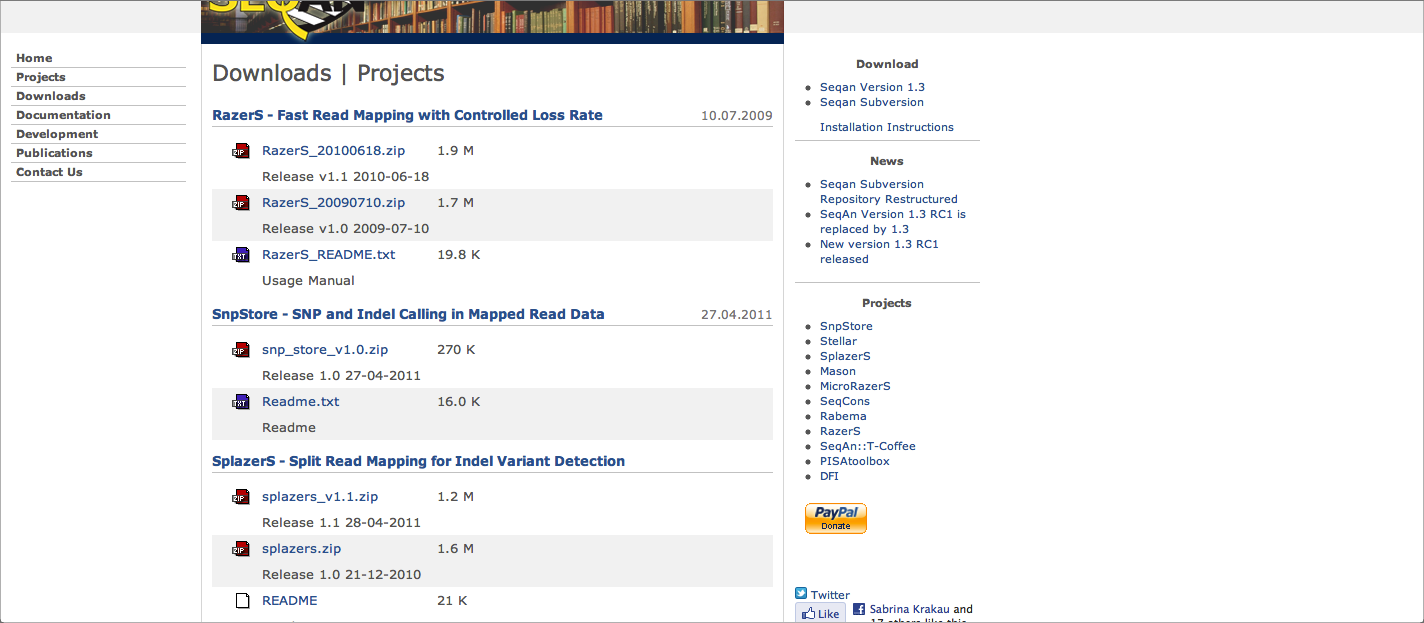 SEQAN
Home
Projects
Downloads
Documentation
Development
Publications
Contact Us
Downloads | Projects
RazerS - Fast Read Mapping with Controlled Loss Rate 10.07.2009
ZIP RazerS_20100618.zip 1.9 M
Release v1.1 2010-06-18
ZIP RazerS_20090710.zip 1.7 M
Release v1.0 2009-07-10
TXT RazerS_README.txt 19.8 K
Usage Manual
SnpStore - SNP and Indel Calling in Mapped Read Data 27.04.2011
ZIP snp_store_v1.0.zip 270 K
Release 1.0 27-04-2011
TXT Readme.txt 16.0 K
Readme
SplazerS - Split Read Mapping for Indel Variant Detection
ZIP splazers_v1.1.zip 1.2 M
Release 1.1 28-04-2011
ZIP splazers.zip 1.6 M
Release 1.0 21-12-2010
README 21 K
Download
Seqan Version 1.3
Seqan Subversion
Installation Instructions
News
Seqan Subversion
Repository Restructured
SeqAn Version 1.3 RC1 is
replaced by 1.3
New version 1.3 RC1
released
Projects
SnpStore
Stellar
SplazerS
Mason
MicroRazerS
SeqCons
Rabema
RazerS
SeqAn::T-Coffee
PISAtoolbox
DFI
PayPal
Donate
Twitter
Like Sabrina Krakau and
17 others like this